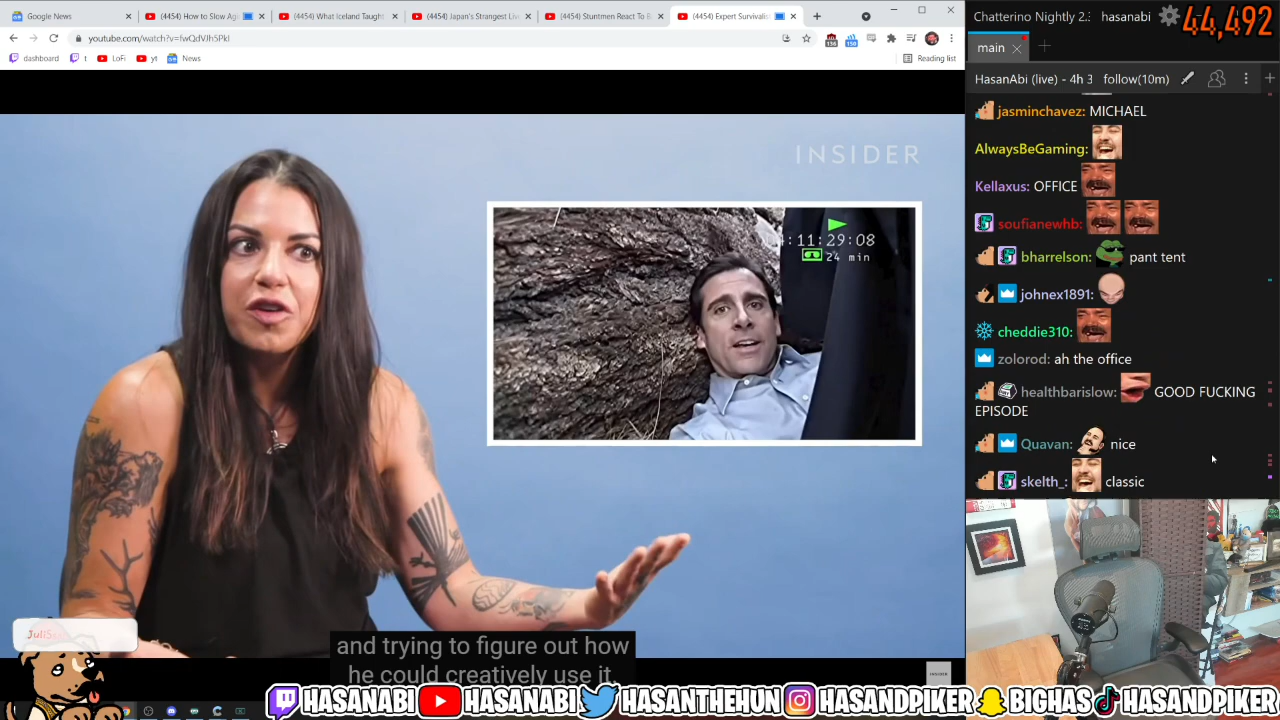 Google News
(4454) How to Slow Ag
(4454) What Iceland Taught
(4454) Japan's Strangest Live
(4454) Stuntmen React To B
(4454) Expert Survivalis
youtube.com/watch?v=fwQdVJh5PkI
dashboard
t
LoFi
yt
News
Reading list
INSIDER
:11:29:08
24 min
and trying to figure out how
he could creatively use it
Chatterino Nightly 2.
hasanabi
44,492
main
HasanAbi (live) - 4h 3
follow(10m)
jasminchavez: MICHAEL
AlwaysBeGaming:
Kellaxus: OFFICE
soufianewhb:
bharrelson: pant tent
johnex1891:
cheddie310:
zolorod: ah the office
healthbarislow: GOOD FUCKING
EPISODE
Quavan: nice
skelth_: classic
HASANABI
HASANABI
HASANTHEHUN
HASANDPIKER
BIGHAS
HASANDPIKER